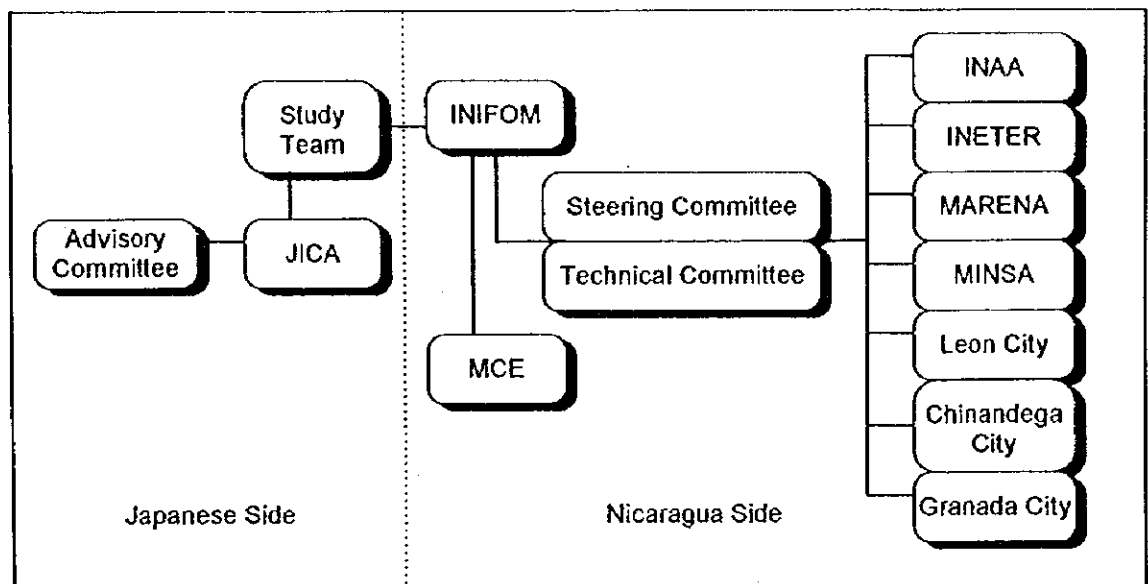 Study
Team
Advisory
Committee
JICA
Japanese Side
INIFOM
Steering Committee
Technical Committee
MCE
INAA
INETER
MARENA
MINSA
Leon City
Chinandega
City
Granada City
Nicaragua Side